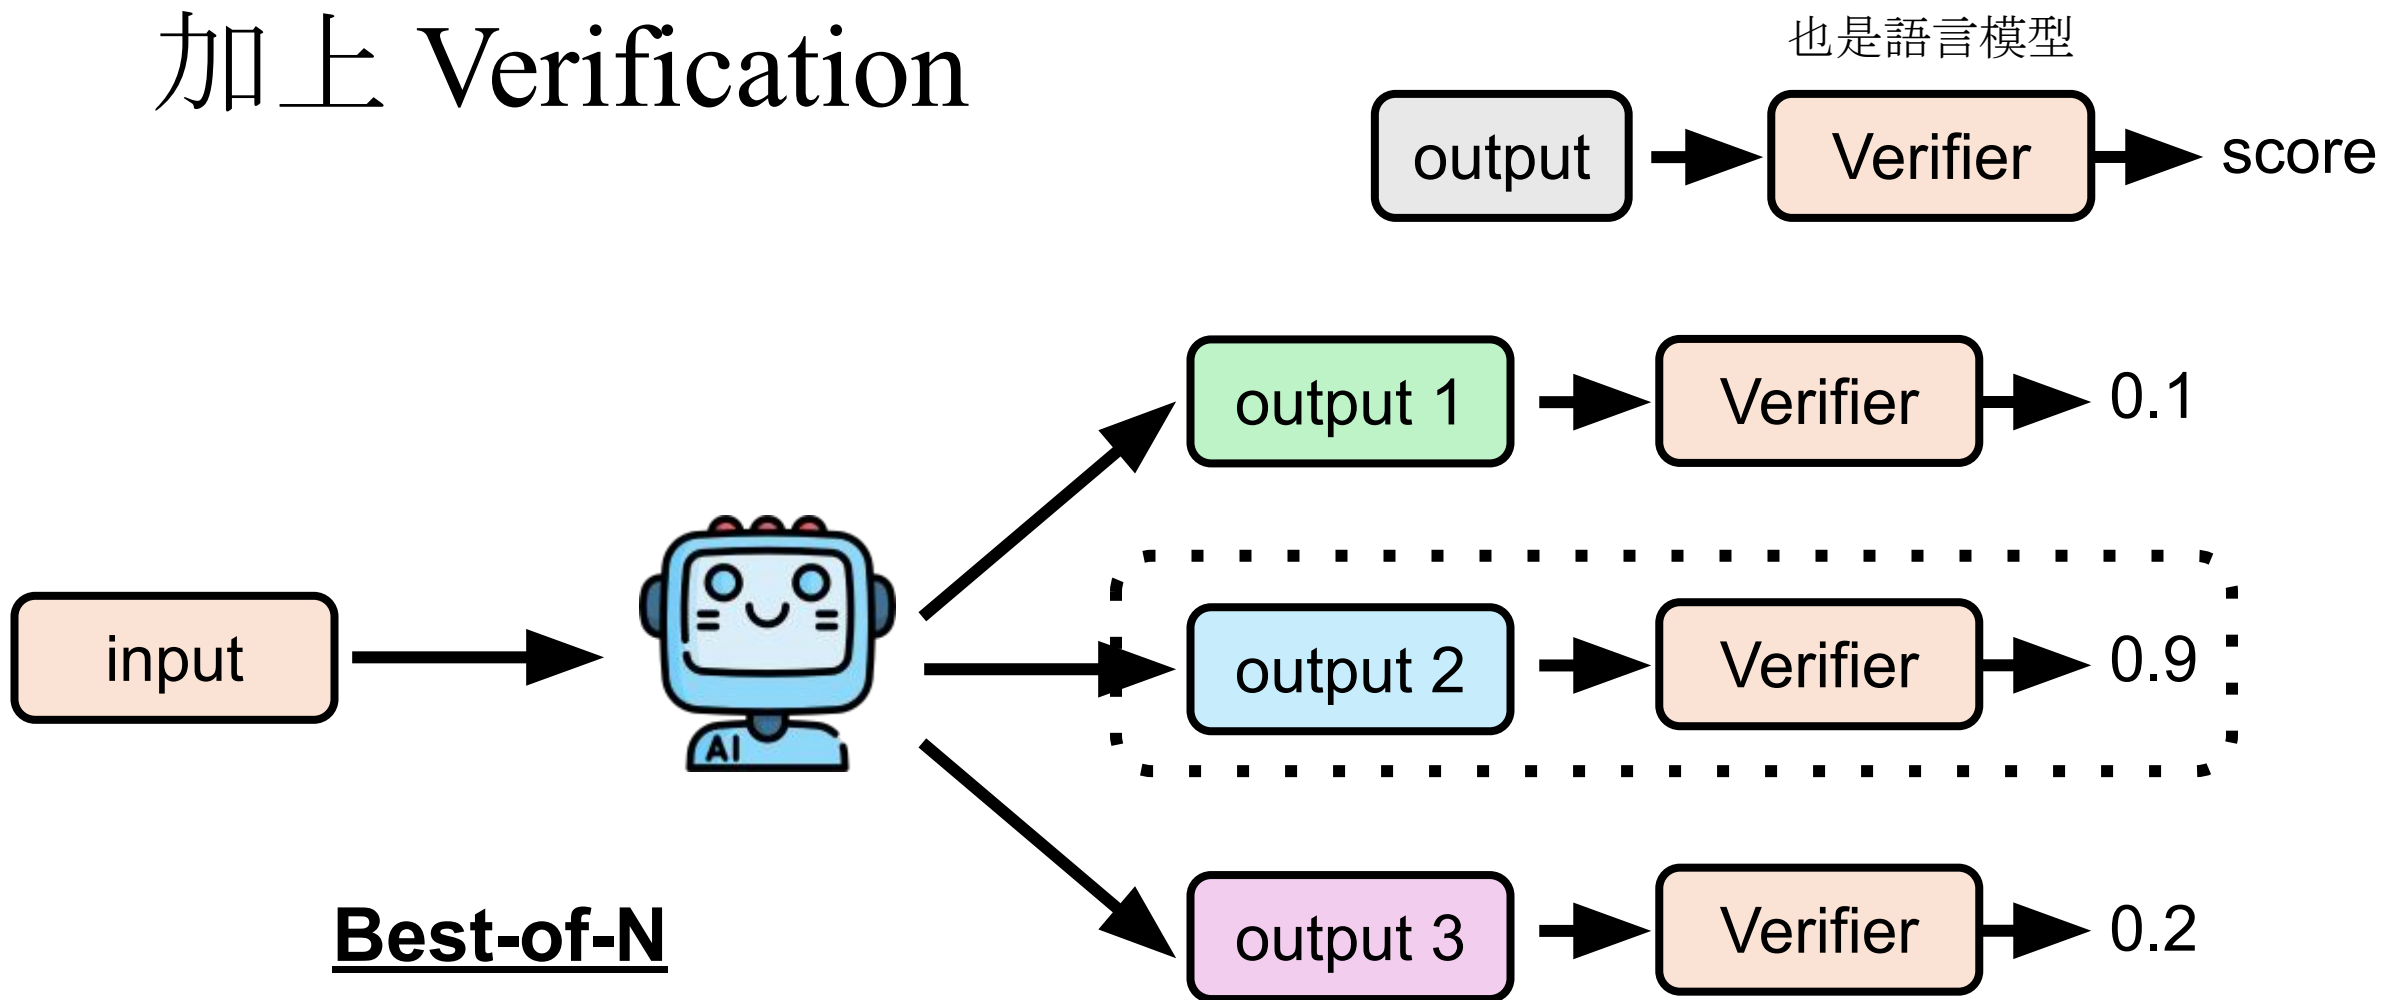 加上 Verification
也是語言模型
output
Verifier
score
output 1
Verifier
0.1
input
AI
output 2
Verifier
0.9
output 3
Verifier
0.2
Best-of-N